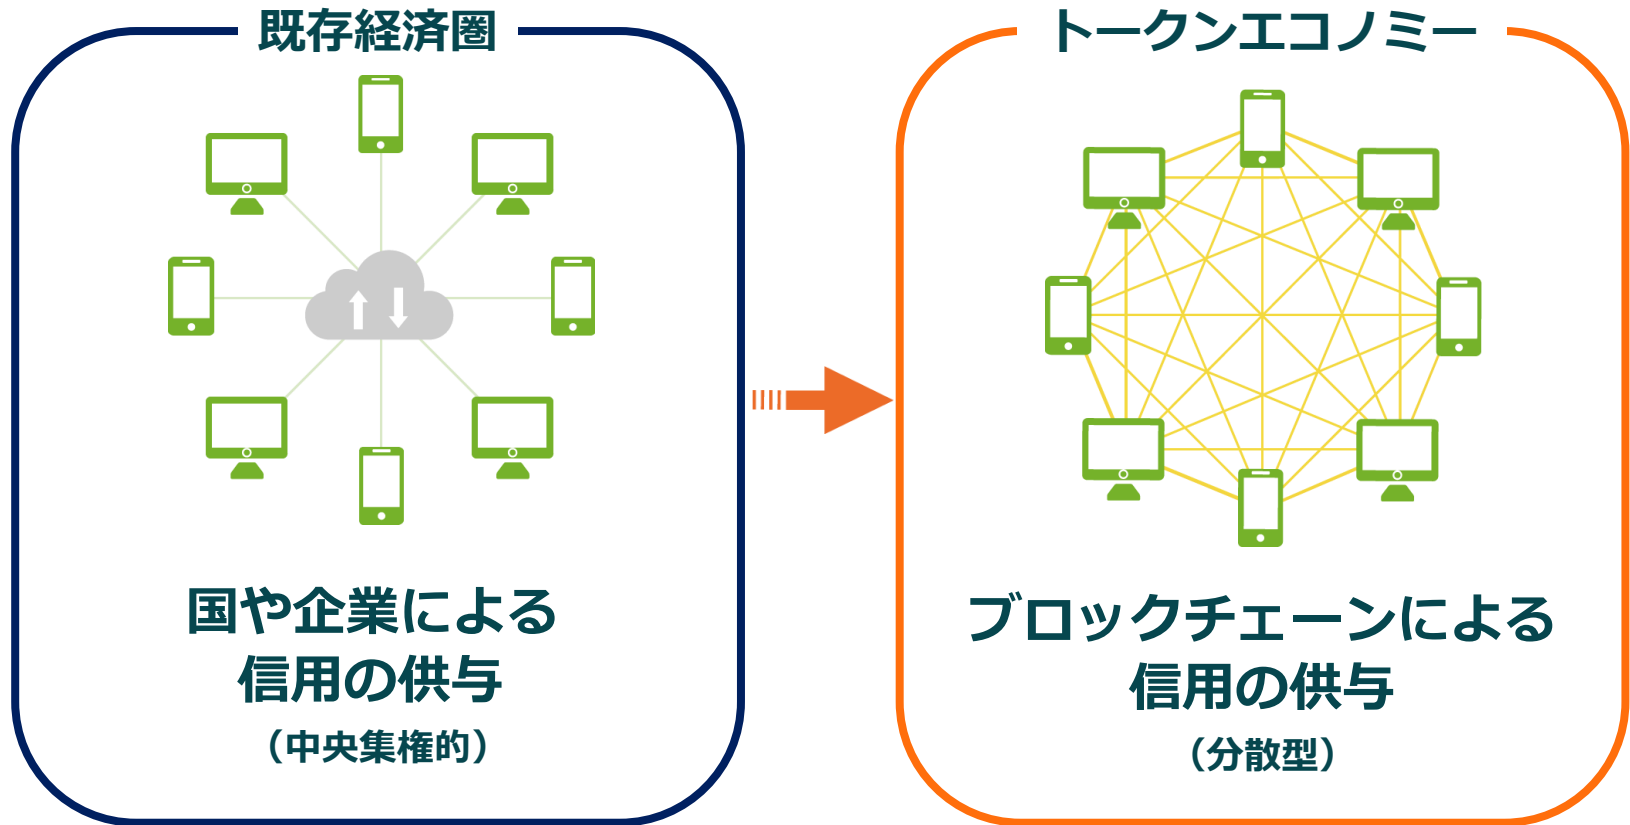 既存経済圏
国や企業による
信用の供与
（中央集権的）
トークンエコノミー
ブロックチェーンによる
信用の供与
（分散型）